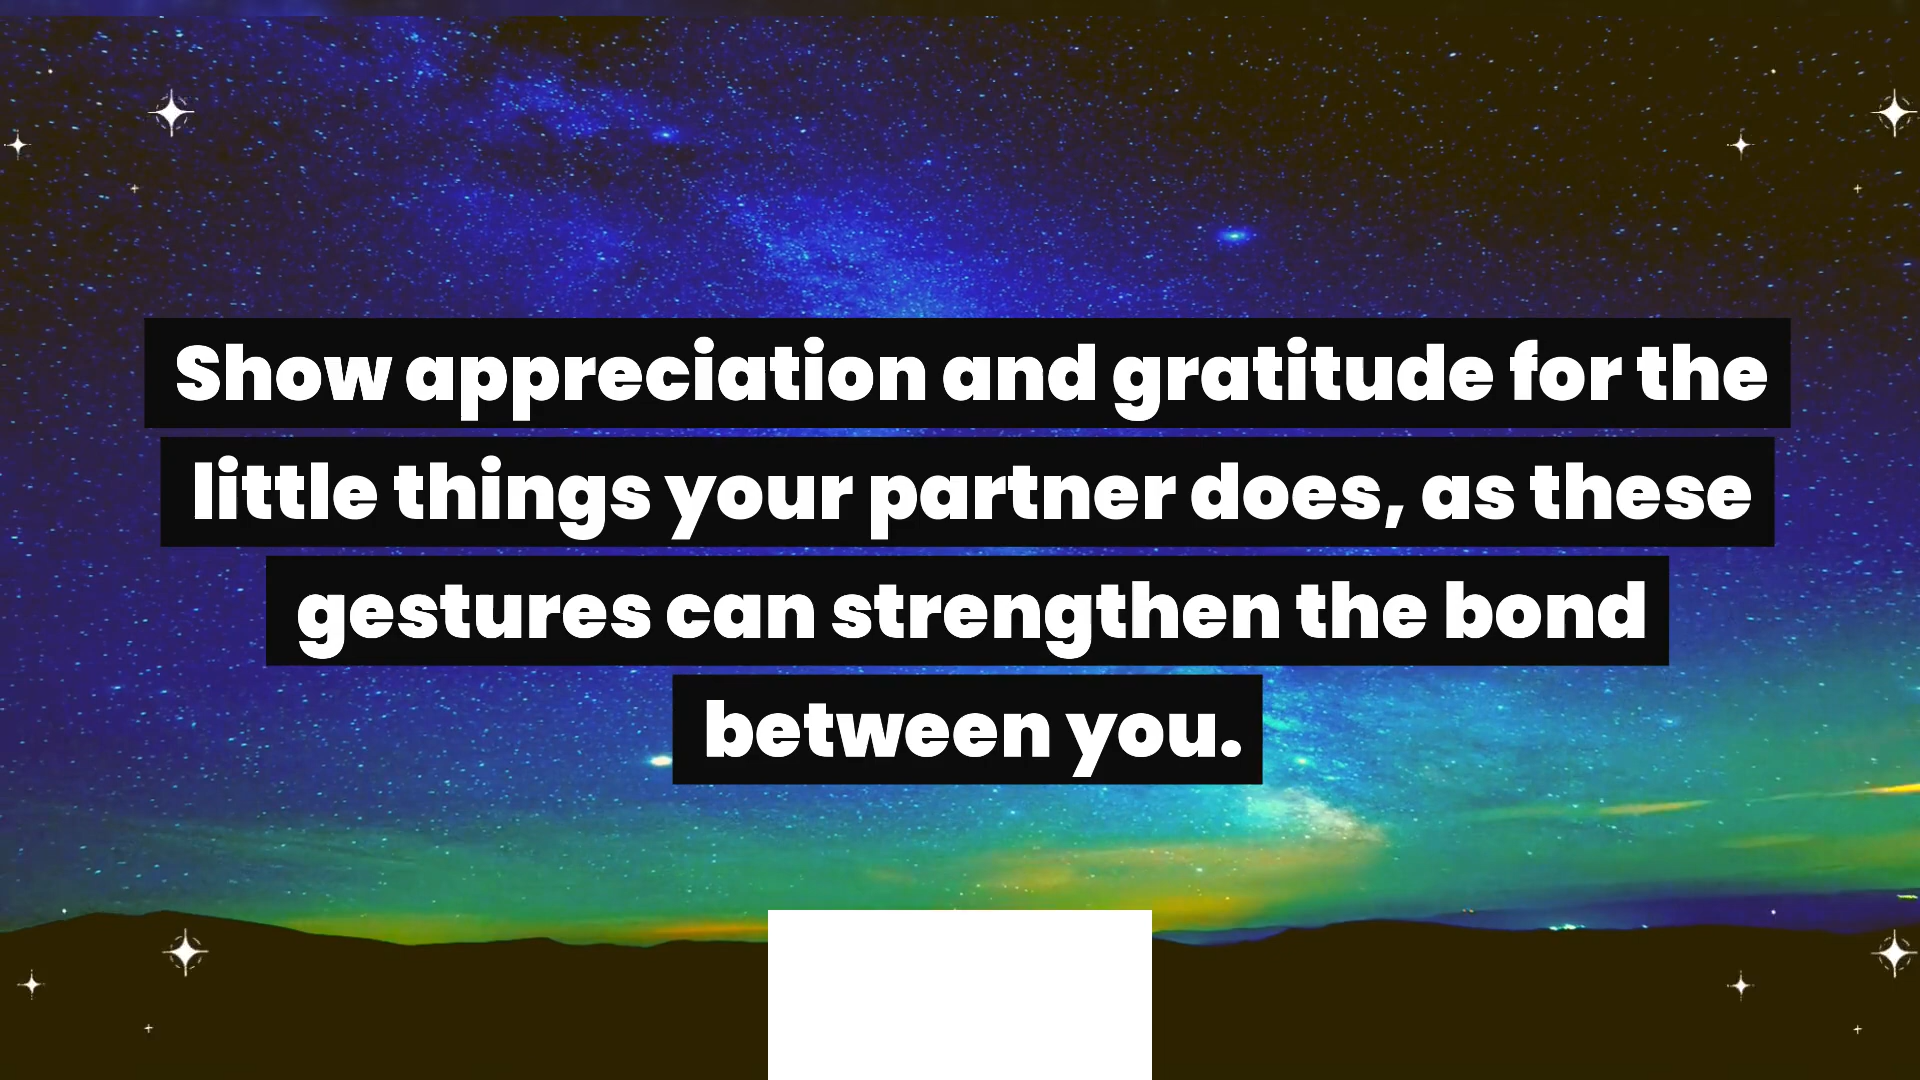 Show appreciation and gratitude for the
little things your partner does, as these
gestures can strengthen the bond
between you.